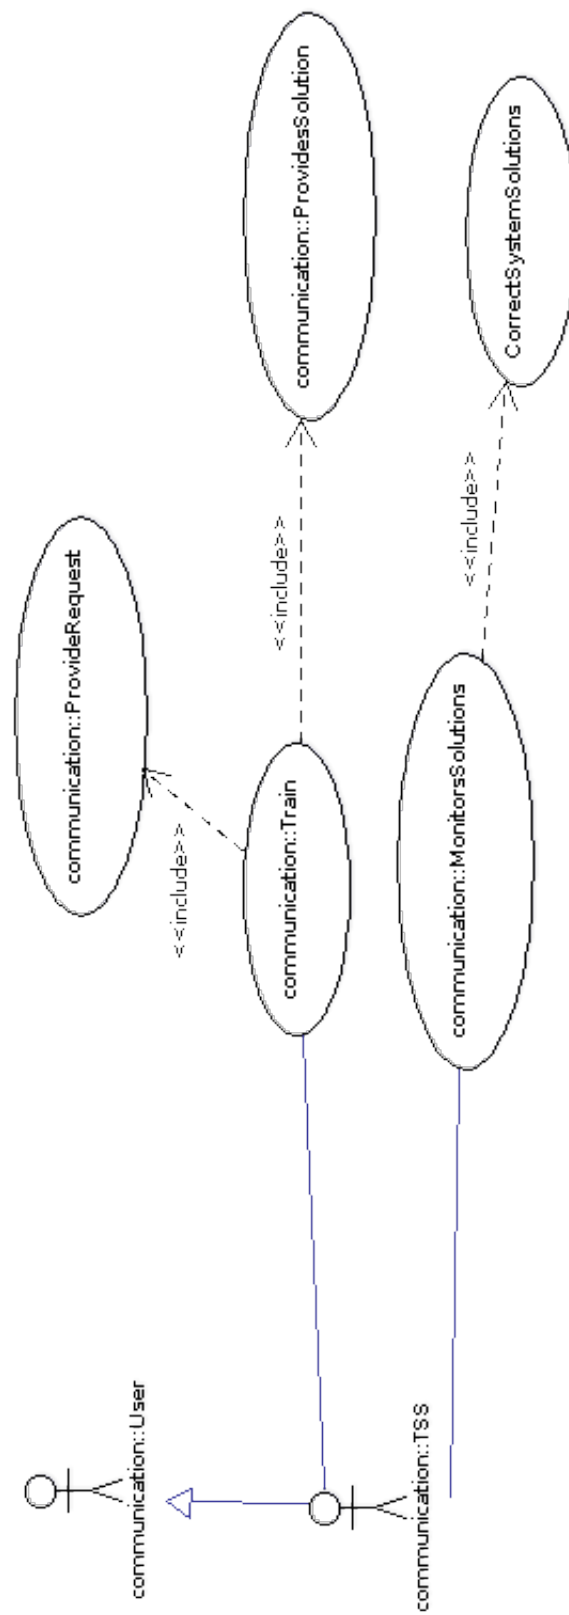 communication::User
communication::TSS
communication::ProvideRequest
<<include>>
communication::Train
<<include>>
communication::ProvidesSolution
communication::MonitorsSolutions
<<include>>
CorrectSystemSolutions